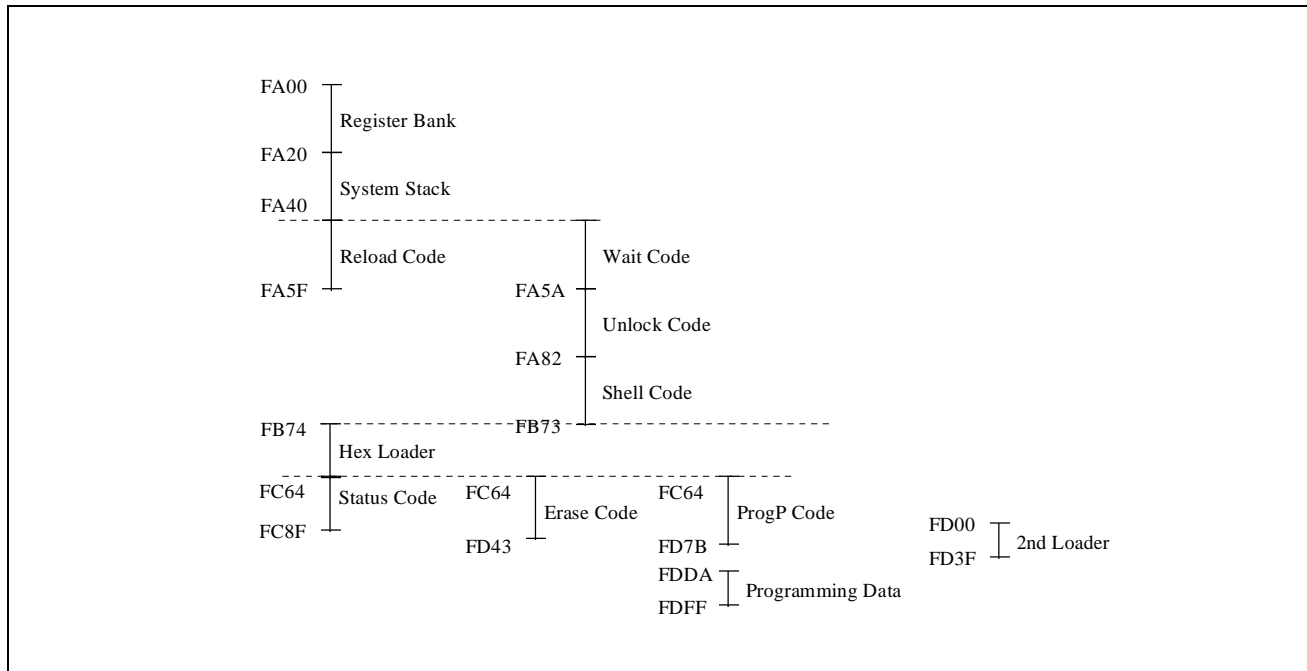 FA00
Register Bank
FA20
System Stack
FA40
Reload Code
Wait Code
FA5F
FA5A
Unlock Code
FA82
Shell Code
FB74
FB73
Hex Loader
FC64
Status Code
FC64
Erase Code
FC64
ProgP Code
FC8F
FD43
FD7B
FD00
2nd Loader
FD3F
FDDA
Programming Data
FDFF